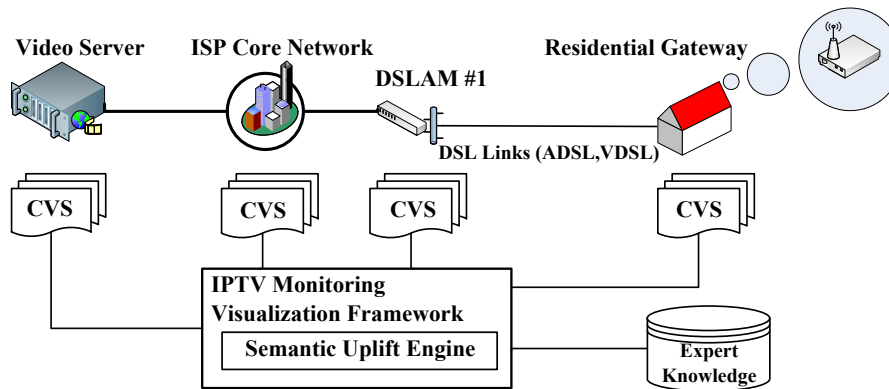 Video Server
ISP Core Network
Residential Gateway
DSLAM #1
DSL Links (ADSL,VDSL)
CVS
CVS
CVS
CVS
IPTV Monitoring
Visualization Framework
Semantic Uplift Engine
Expert
Knowledge